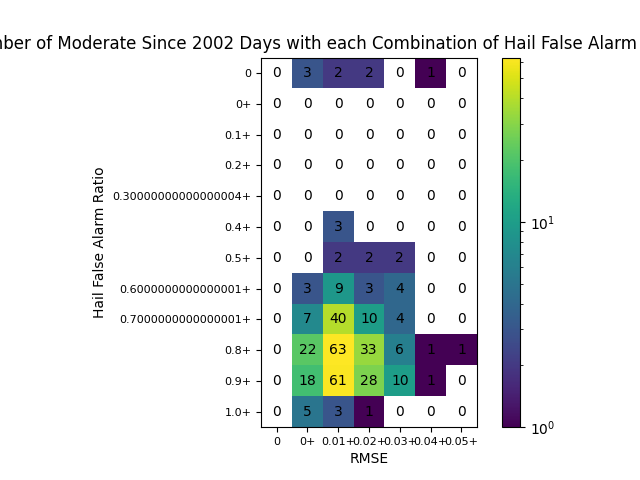 of Moderate Since 2002 Days with each Combination of Hail False Alarm
0 0 3 2 2 0 1 0
0+ 0 0 0 0 0 0 0
0.1+ 0 0 0 0 0 0 0
0.2+ 0 0 0 0 0 0 0
0.30000000000000004+ 0 0 0 0 0 0 0
0.4+ 0 0 3 0 0 0 0
0.5+ 0 0 2 2 2 0 0
0.6000000000000001+ 0 3 9 3 4 0 0
0.7000000000000001+ 0 7 40 10 4 0 0
0.8+ 0 22 63 33 6 1 1
0.9+ 0 18 61 28 10 1 0
1.0+ 0 5 3 1 0 0 0
0 0+ 0.01+ 0.02+ 0.03+ 0.04+ 0.05+
RMSE
Hail False Alarm Ratio
10¹
10⁰